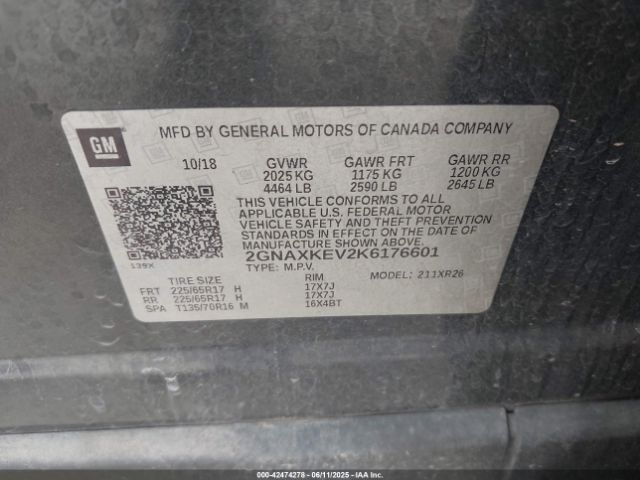 GM
MFD BY GENERAL MOTORS OF CANADA COMPANY
10/18 GVWR GAWR FRT GAWR RR
2025 KG 1175 KG 1200 KG
4464 LB 2590 LB 2645 LB
THIS VEHICLE CONFORMS TO ALL
APPLICABLE U.S. FEDERAL MOTOR
VEHICLE SAFETY AND THEFT PREVENTION
STANDARDS IN EFFECT ON THE DATE OF
MANUFACTURE SHOWN ABOVE.
2GNAXKEV2K6176601
139X TYPE: M.P.V. MODEL: 211XR26
TIRE SIZE RIM
FRT 225/65R17 H 17X7J
RR 225/65R17 H 17X7J
SPA T135/70R16 M 16X4BT
000-42474278 - 06/11/2025 - IAAI.COM